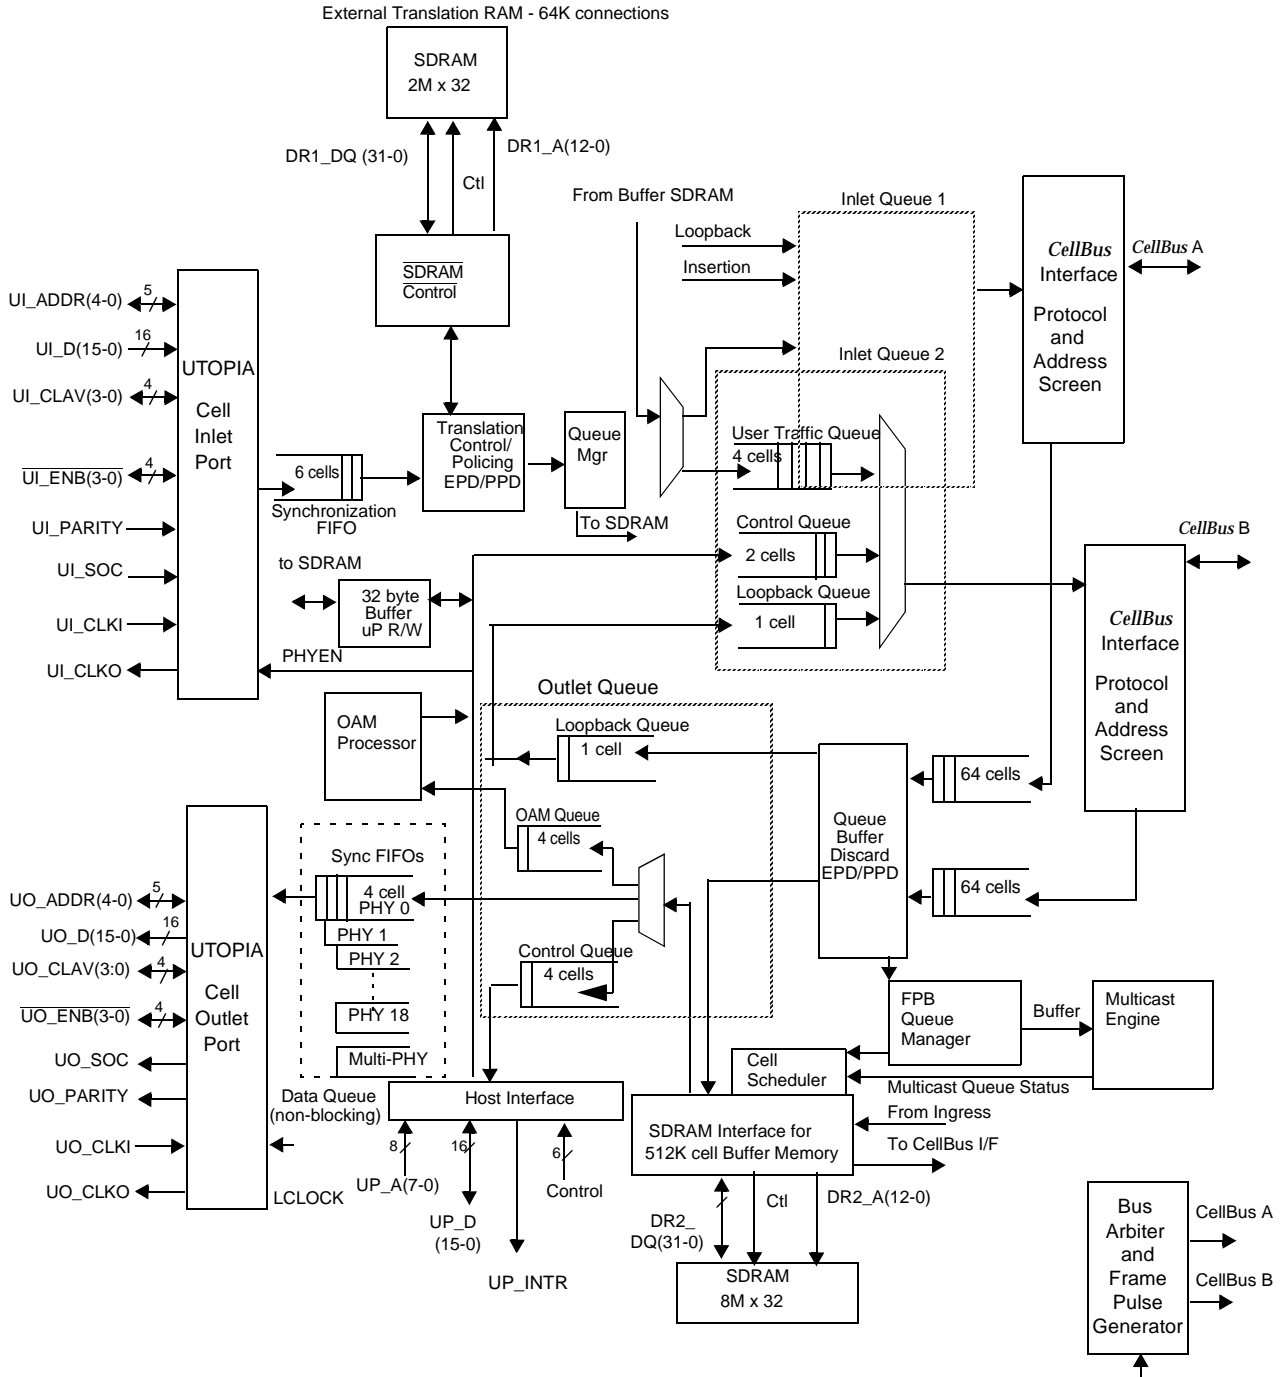 External Translation RAM - 64K connections
SDRAM
2M x 32
DR1_DQ (31-0)
Ctl
DR1_A(12-0)
SDRAM
Control
From Buffer SDRAM
Loopback
Insertion
Inlet Queue 1
CellBus
Interface
Protocol
and
Address
Screen
CellBus A
UI_ADDR(4-0)
5
UI_D(15-0)
16
UI_CLAV(3-0)
4
UI_ENB(3-0)
4
UI_PARITY
UI_SOC
UI_CLKI
UI_CLKO
UTOPIA
Cell
Inlet
Port
6 cells
Synchronization
FIFO
Translation
Control/
Policing
EPD/PPD
Queue
Mgr
To SDRAM
Inlet Queue 2
User Traffic Queue
4 cells
Control Queue
2 cells
Loopback Queue
1 cell
to SDRAM
32 byte
Buffer
uP R/W
PHYEN
CellBus B
CellBus
Interface
Protocol
and
Address
Screen
OAM
Processor
Outlet Queue
Loopback Queue
1 cell
OAM Queue
4 cells
Control Queue
4 cells
Queue
Buffer
Discard
EPD/PPD
64 cells
64 cells
Sync FIFOs
4 cell
PHY 0
PHY 1
PHY 2
PHY 18
Multi-PHY
Data Queue
(non-blocking)
UO_ADDR(4-0)
5
UO_D(15-0)
16
UO_CLAV(3:0)
4
UO_ENB(3-0)
4
UO_SOC
UO_PARITY
UO_CLKI
UO_CLKO
UTOPIA
Cell
Outlet
Port
LCLOCK
FPB
Queue
Manager
Buffer
Multicast
Engine
Cell
Scheduler
Multicast Queue Status
From Ingress
To CellBus I/F
SDRAM Interface for
512K cell Buffer Memory
Host Interface
8
UP_A(7-0)
16
UP_D
(15-0)
UP_INTR
6
Control
DR2_
DQ(31-0)
Ctl
DR2_A(12-0)
SDRAM
8M x 32
Bus
Arbiter
and
Frame
Pulse
Generator
CellBus A
CellBus B